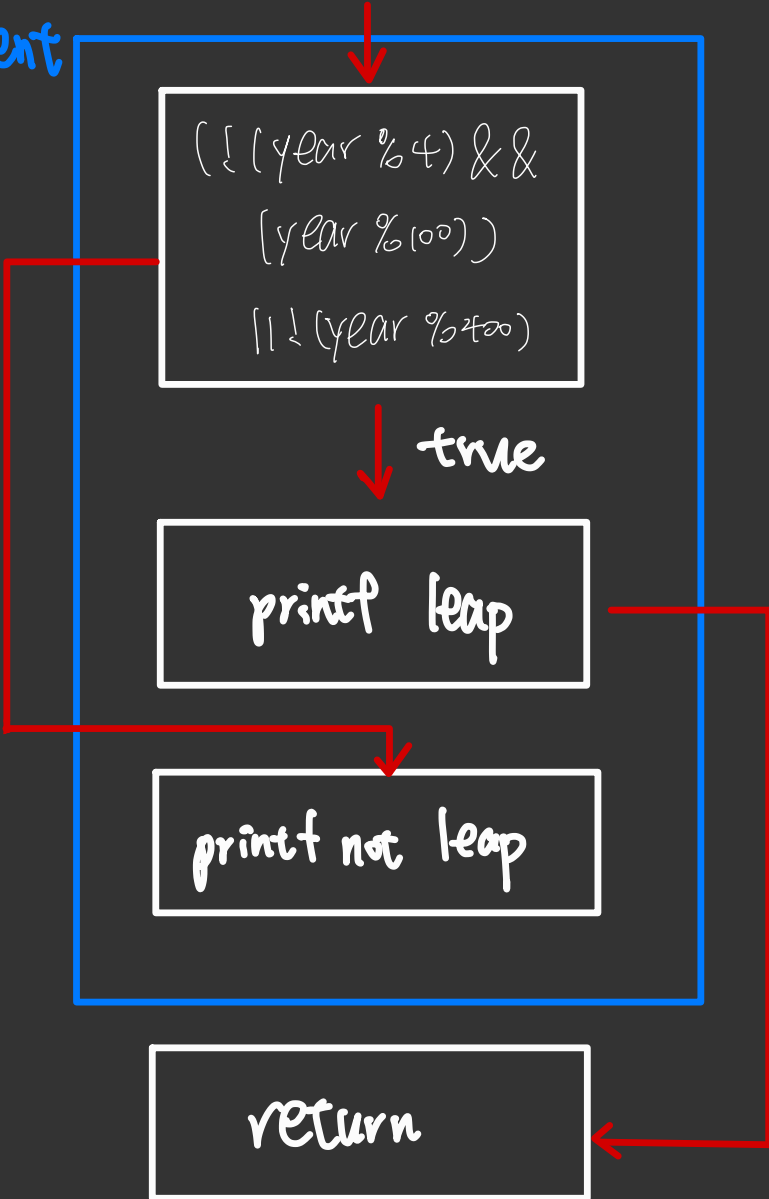 ent
(!(year %4) &&
(year %100))
||!(year %400)
true
printf leap
printf not leap
return